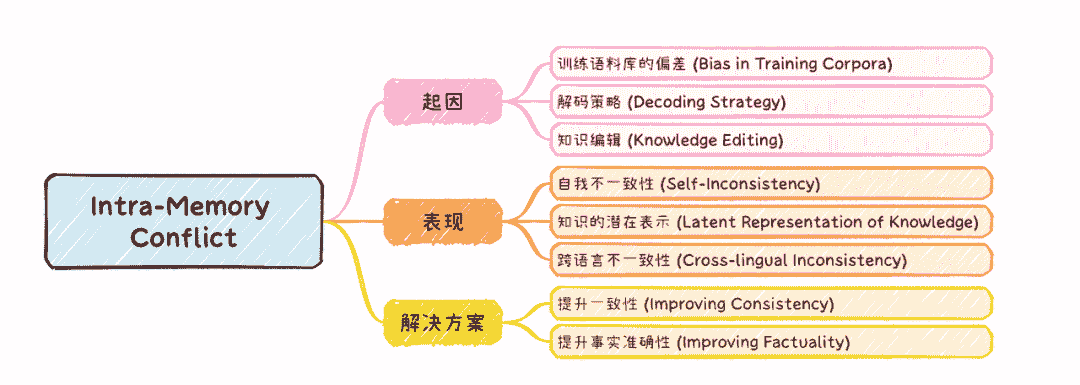 Intra-Memory
Conflict
起因
训练语料库的偏差 (Bias in Training Corpora)
解码策略 (Decoding Strategy)
知识编辑 (Knowledge Editing)
表现
自我不一致性 (Self-Inconsistency)
知识的潜在表示 (Latent Representation of Knowledge)
跨语言不一致性 (Cross-lingual Inconsistency)
解决方案
提升一致性 (Improving Consistency)
提升事实准确性 (Improving Factuality)